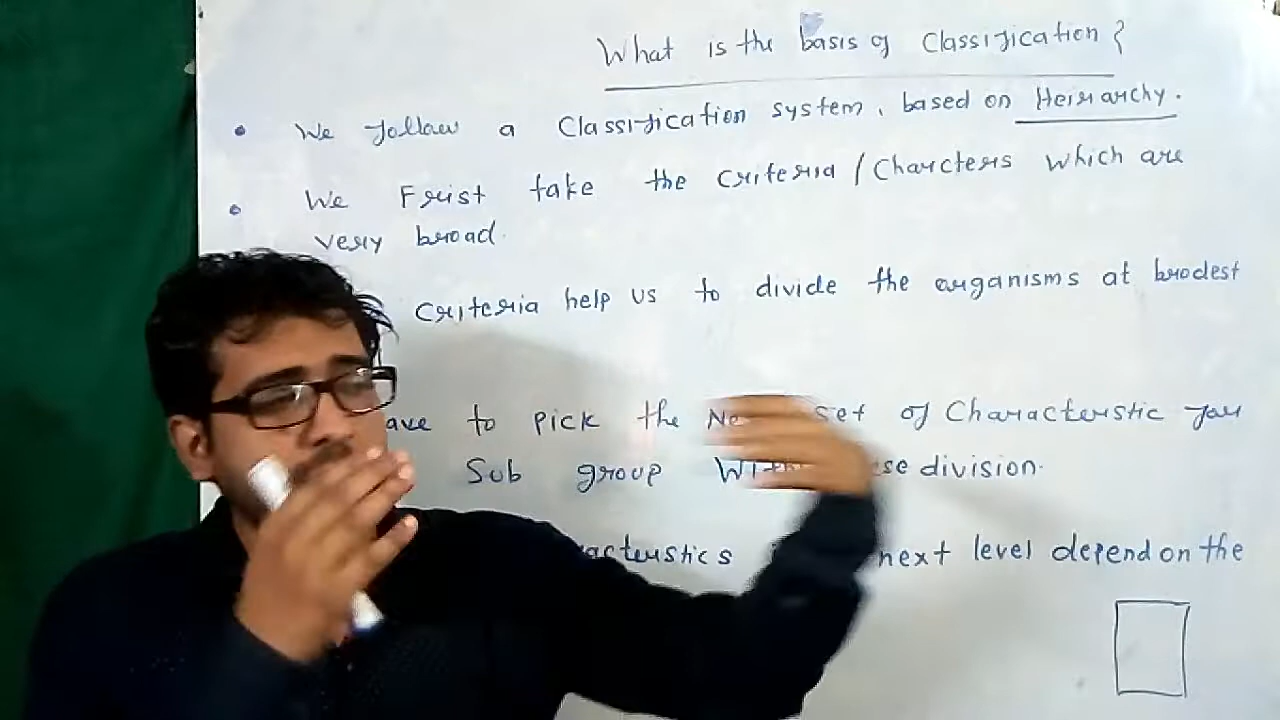 What is the basis of Classification ?
• We follow a Classification system, based on Heirarchy.
• We Frist take the Criteria / Charcters Which are
very broad.
Criteria help us to divide the organisms at brodest
to Pick the set of Characterstic for
Sub group division.
next level depend on the